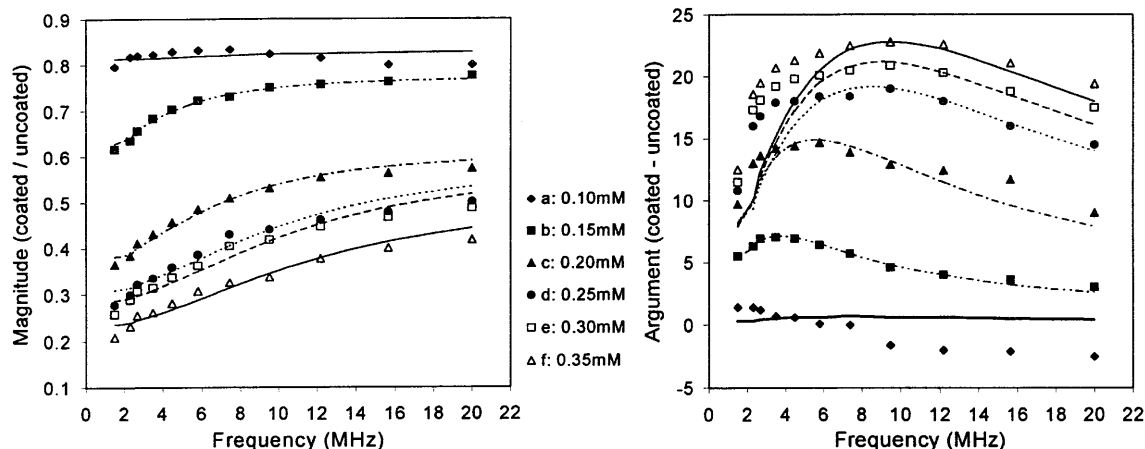 Magnitude (coated / uncoated)
0.9
0.8
0.7
0.6
0.5
0.4
0.3
0.2
0.1
0 2 4 6 8 10 12 14 16 18 20 22
Frequency (MHz)
a: 0.10mM
b: 0.15mM
c: 0.20mM
d: 0.25mM
e: 0.30mM
f: 0.35mM
Argument (coated - uncoated)
25
20
15
10
5
0
-5
0 2 4 6 8 10 12 14 16 18 20 22
Frequency (MHz)